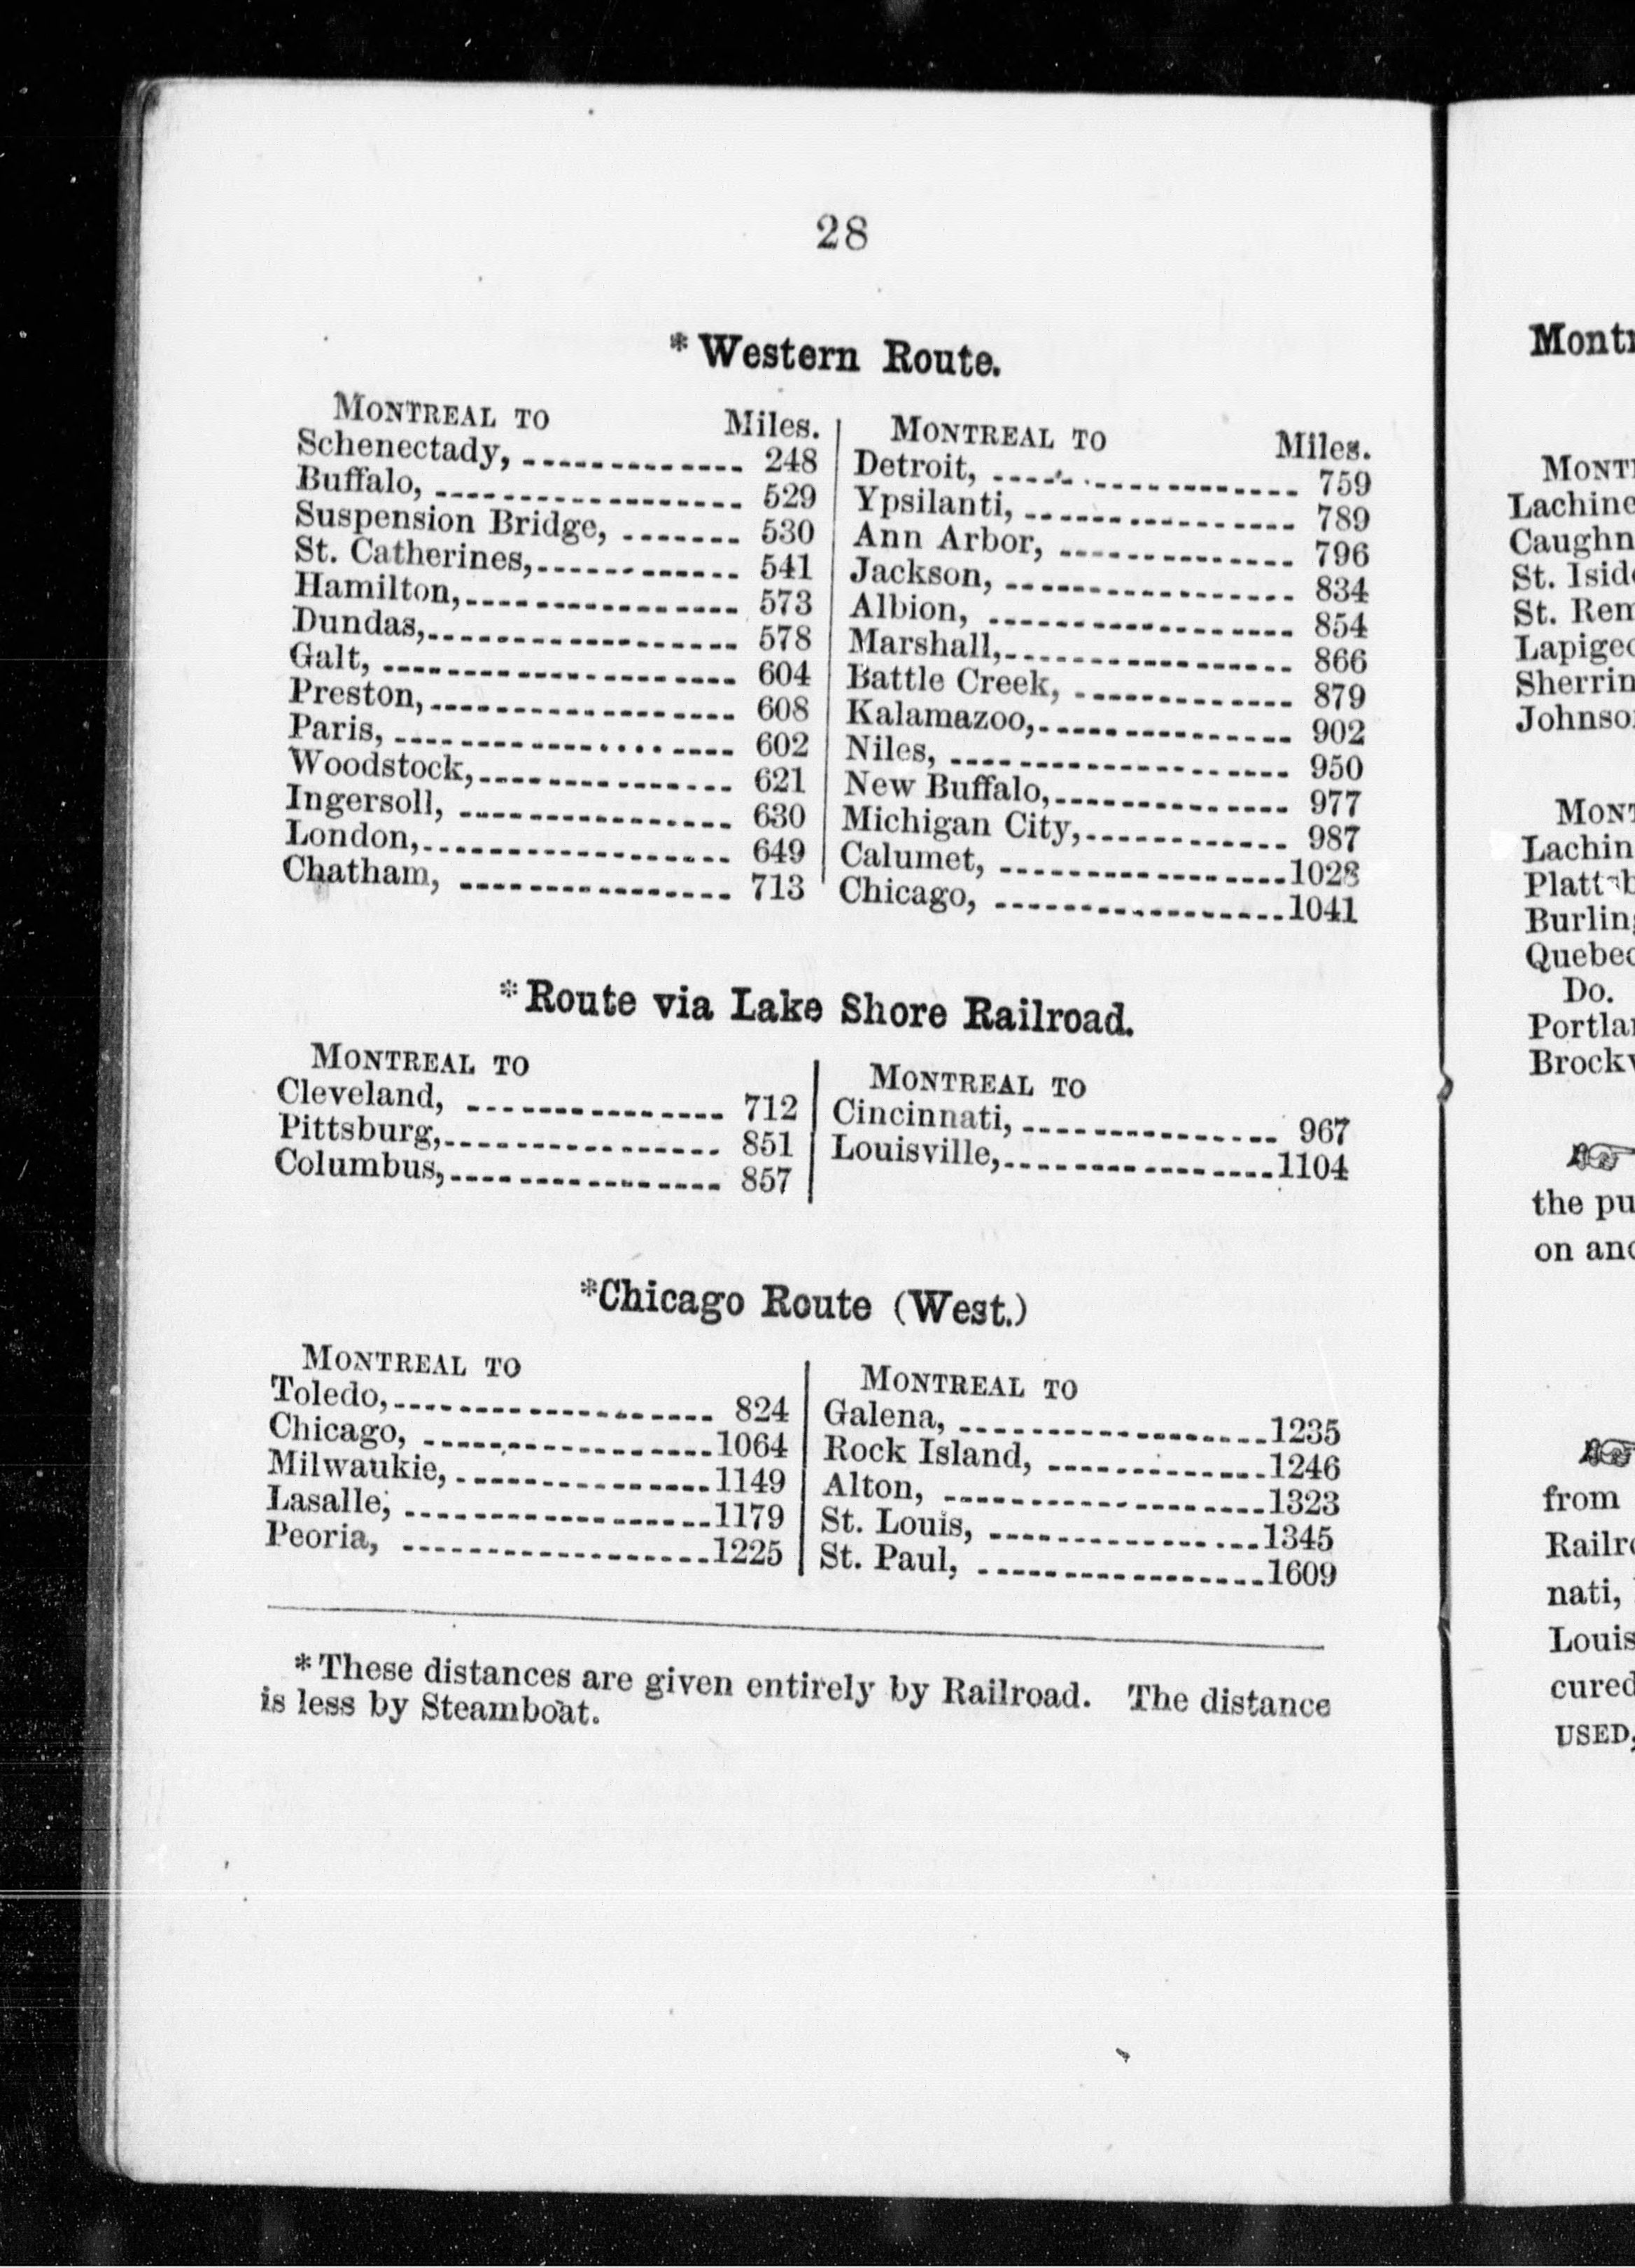 28
*Western Route.
MONTREAL TO Miles.
Schenectady, ------------- 248
Buffalo, ------------------ 529
Suspension Bridge, ------- 530
St. Catherines,------------ 541
Hamilton,---------------- 573
Dundas,------------------ 578
Galt, --------------------- 604
Preston,------------------ 608
Paris, -------------------- 602
Woodstock,--------------- 621
Ingersoll, ---------------- 630
London,------------------ 649
Chatham, ---------------- 713
MONTREAL TO Miles.
Detroit, ------------------ 759
Ypsilanti, ---------------- 789
Ann Arbor, -------------- 796
Jackson, ----------------- 834
Albion, ------------------ 854
Marshall,----------------- 866
Battle Creek, ------------- 879
Kalamazoo,--------------- 902
Niles, -------------------- 950
New Buffalo,-------------- 977
Michigan City,------------ 987
Calumet, -----------------1028
Chicago, -----------------1041
*Route via Lake Shore Railroad.
MONTREAL TO
Cleveland, --------------- 712
Pittsburg,---------------- 851
Columbus,---------------- 857
MONTREAL TO
Cincinnati,--------------- 967
Louisville,----------------1104
*Chicago Route (West.)
MONTREAL TO
Toledo,------------------- 824
Chicago, -----------------1064
Milwaukie,---------------1149
Lasalle, ------------------1179
Peoria, ------------------1225
MONTREAL TO
Galena, ------------------1235
Rock Island, -------------1246
Alton, -------------------1323
St. Louis, ----------------1345
St. Paul, -----------------1609
*These distances are given entirely by Railroad. The distance
is less by Steamboat.
Montr
MONT
Lachine
Caughn
St. Isid
St. Rem
Lapigeo
Sherrin
Johnso
MON
Lachin
Platt b
Burlin
Quebec
Do.
Portla
Brock
the pu
on and
from
Railr
nati,
Louis
cured
USED,